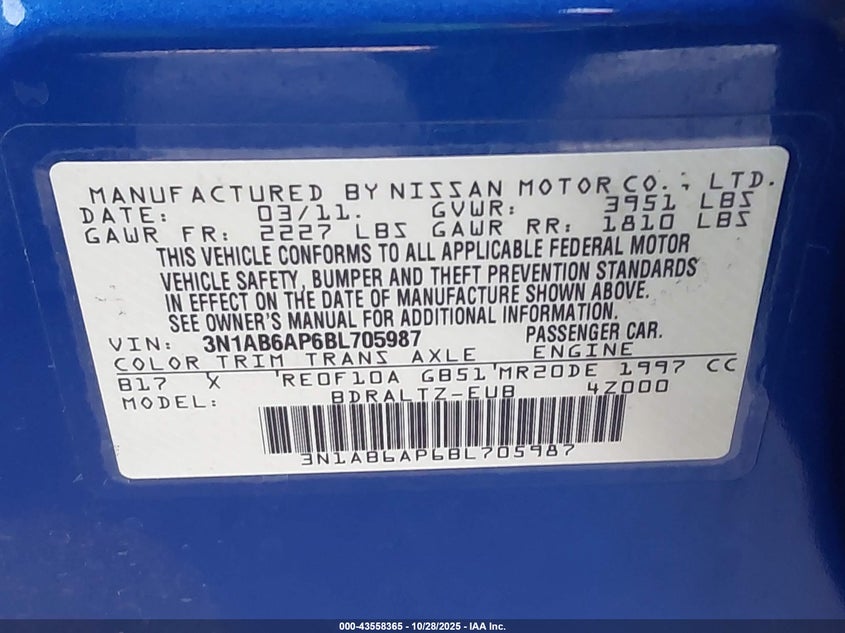 MANUFACTURED BY NISSAN MOTOR CO., LTD.
DATE: 03/11. GVWR: 3951 LBS
GAWR FR: 2227 LBS GAWR RR: 1810 LBS
THIS VEHICLE CONFORMS TO ALL APPLICABLE FEDERAL MOTOR
VEHICLE SAFETY, BUMPER AND THEFT PREVENTION STANDARDS
IN EFFECT ON THE DATE OF MANUFACTURE SHOWN ABOVE.
SEE OWNER'S MANUAL FOR ADDITIONAL INFORMATION.
VIN: 3N1AB6AP6BL705987 PASSENGER CAR.
COLOR TRIM TRANS AXLE ENGINE
B17 X RE0F10A GB51 MR20DE 1997 CC
MODEL: BDRALTZ-EUB 4Z000
3N1AB6AP6BL705987
000-43558365 - 10/28/2025 - IAA Inc.